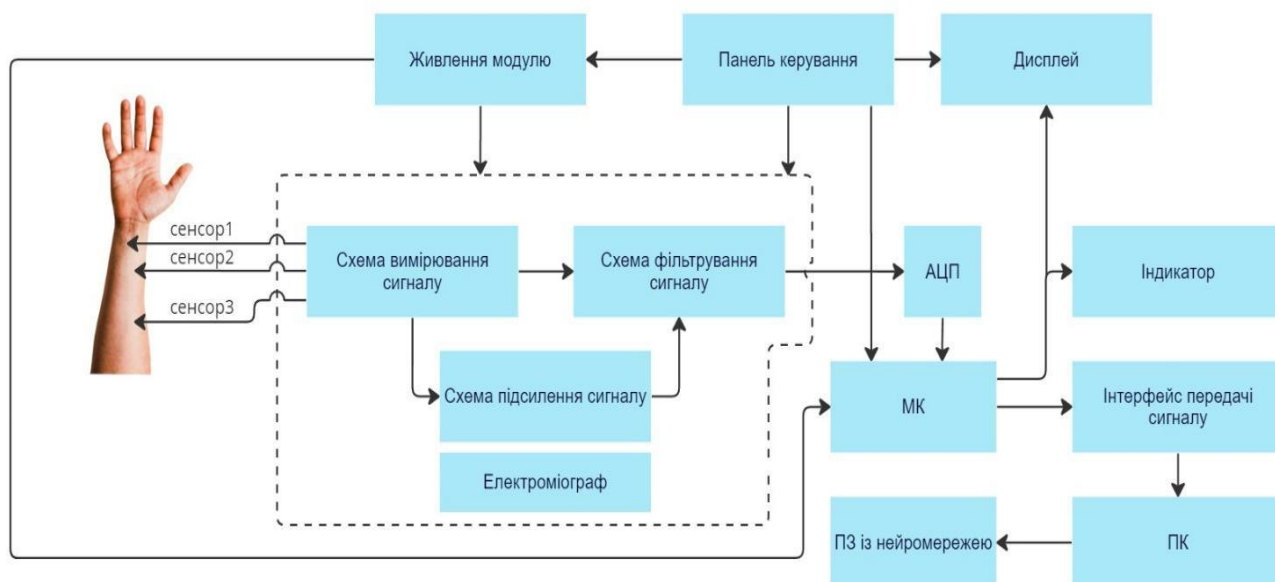 Живлення модулю
Панель керування
Дисплей
сенсор1
сенсор2
сенсор3
Схема вимірювання
сигналу
Схема фільтрування
сигналу
АЦП
Індикатор
Схема підсилення сигналу
МК
Інтерфейс передачі
сигналу
Електроміограф
ПЗ із нейромережею
ПК